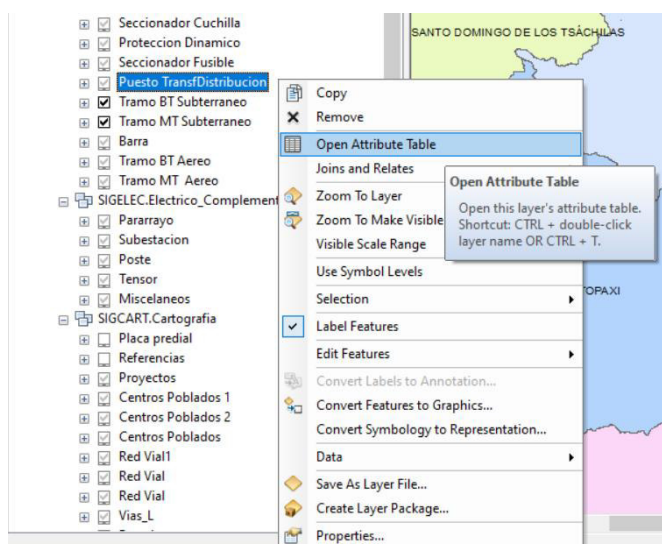 Seccionador Cuchilla
Proteccion Dinamico
Seccionador Fusible
Puesto TransfDistribucion
Tramo BT Subterraneo
Tramo MT Subterraneo
Barra
Tramo BT Aereo
Tramo MT Aereo
SIGELEC.Electrico_Complement
Pararrayo
Subestacion
Poste
Tensor
Miscelaneos
SIGCART.Cartografia
Placa predial
Referencias
Proyectos
Centros Poblados 1
Centros Poblados 2
Centros Poblados
Red Vial1
Red Vial
Red Vial
Vias_L
Copy
Remove
Open Attribute Table
Joins and Relates
Zoom To Layer
Zoom To Make Visible
Visible Scale Range
Use Symbol Levels
Selection
Label Features
Edit Features
Convert Labels to Annotation...
Convert Features to Graphics...
Convert Symbology to Representation...
Data
Save As Layer File...
Create Layer Package...
Properties...
Open Attribute Table
Open this layer's attribute table.
Shortcut: CTRL + double-click
layer name OR CTRL + T.
SANTO DOMINGO DE LOS TSÁCHILAS
OPAXI